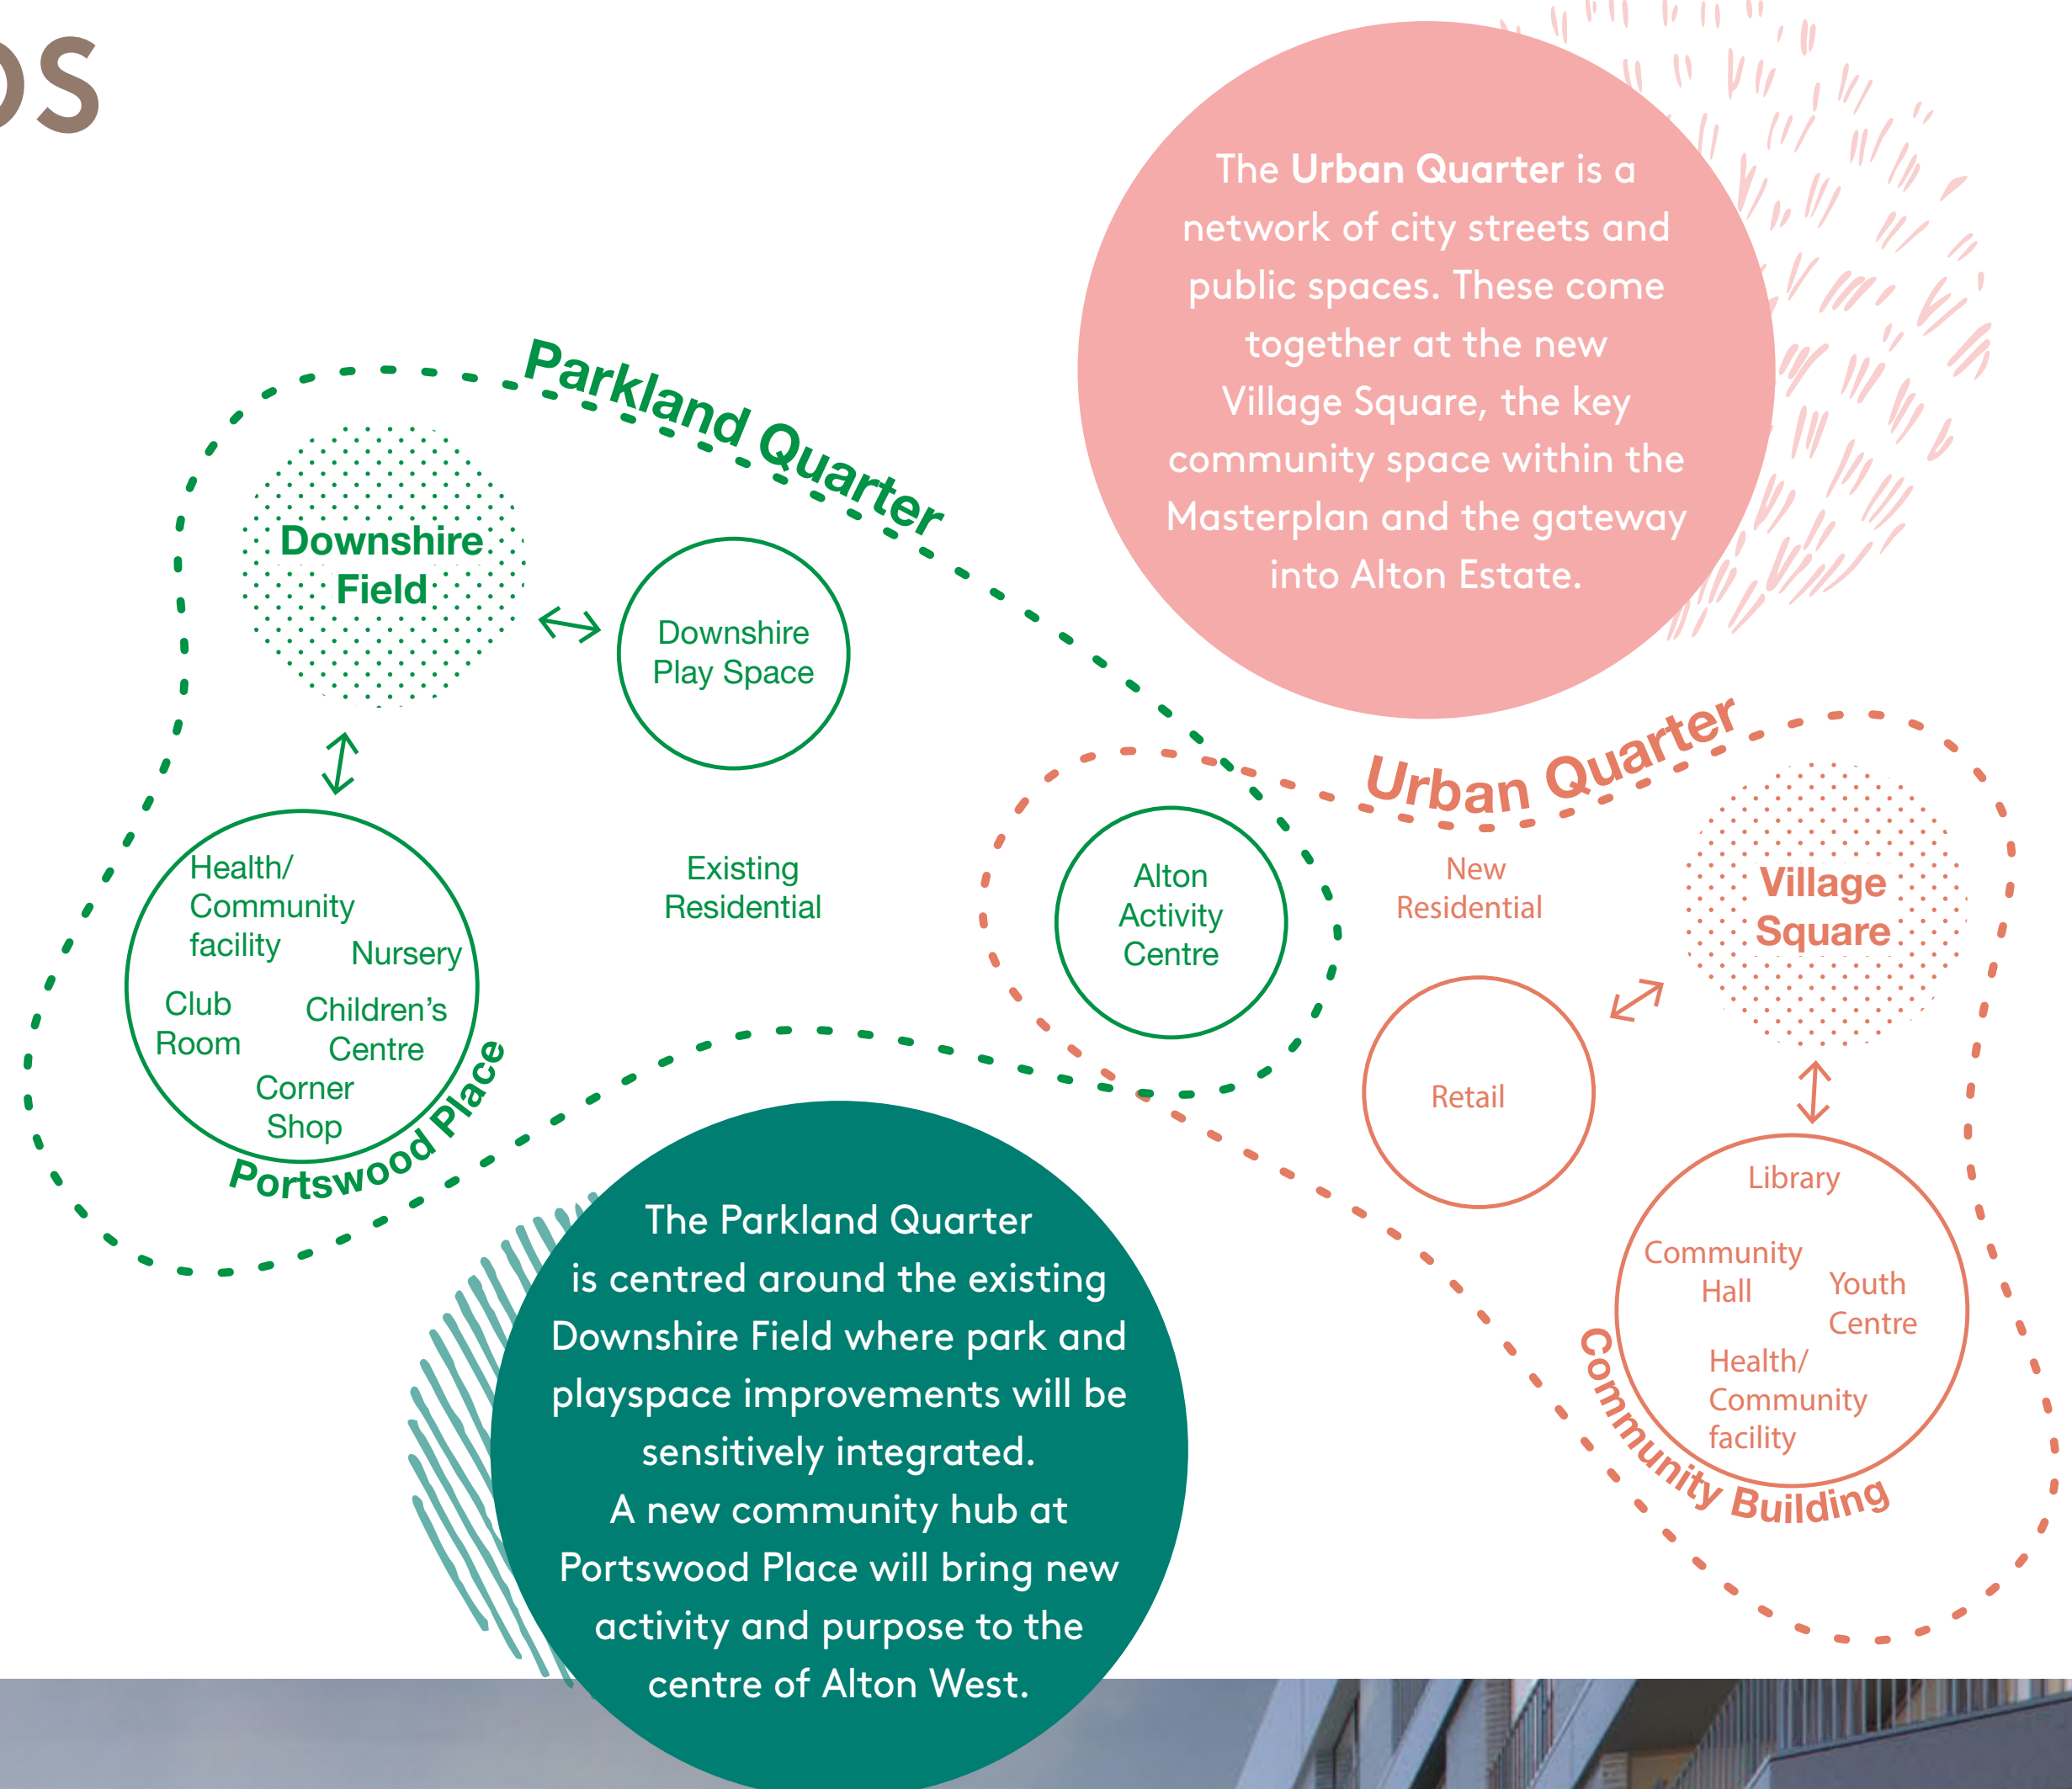 The Urban Quarter is a
network of city streets and
public spaces. These come
together at the new
Village Square, the key
community space within the
Masterplan and the gateway
into Alton Estate.
Parkland Quarter
Downshire
Field
Downshire
Play Space
Health/
Community
facility
Nursery
Club
Room
Children's
Centre
Corner
Shop
Portswood Place
Existing
Residential
Alton
Activity
Centre
Urban Quarter
New
Residential
Village
Square
Retail
Library
Community
Hall
Youth
Centre
Health/
Community
facility
Community Building
The Parkland Quarter
is centred around the existing
Downshire Field where park and
playspace improvements will be
sensitively integrated.
A new community hub at
Portswood Place will bring new
activity and purpose to the
centre of Alton West.